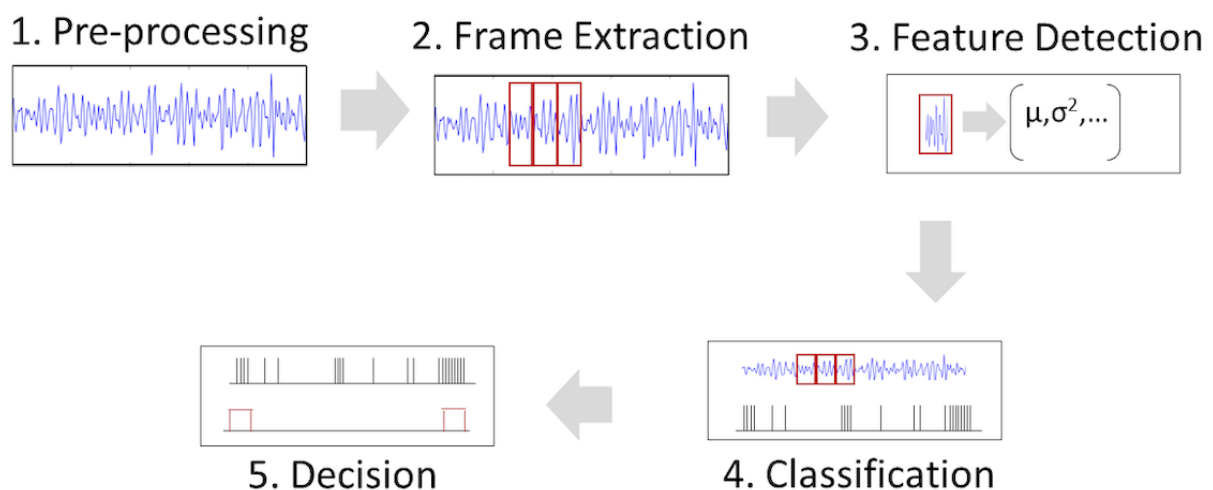 1. Pre-processing
2. Frame Extraction
3. Feature Detection
μ,σ²,...
4. Classification
5. Decision